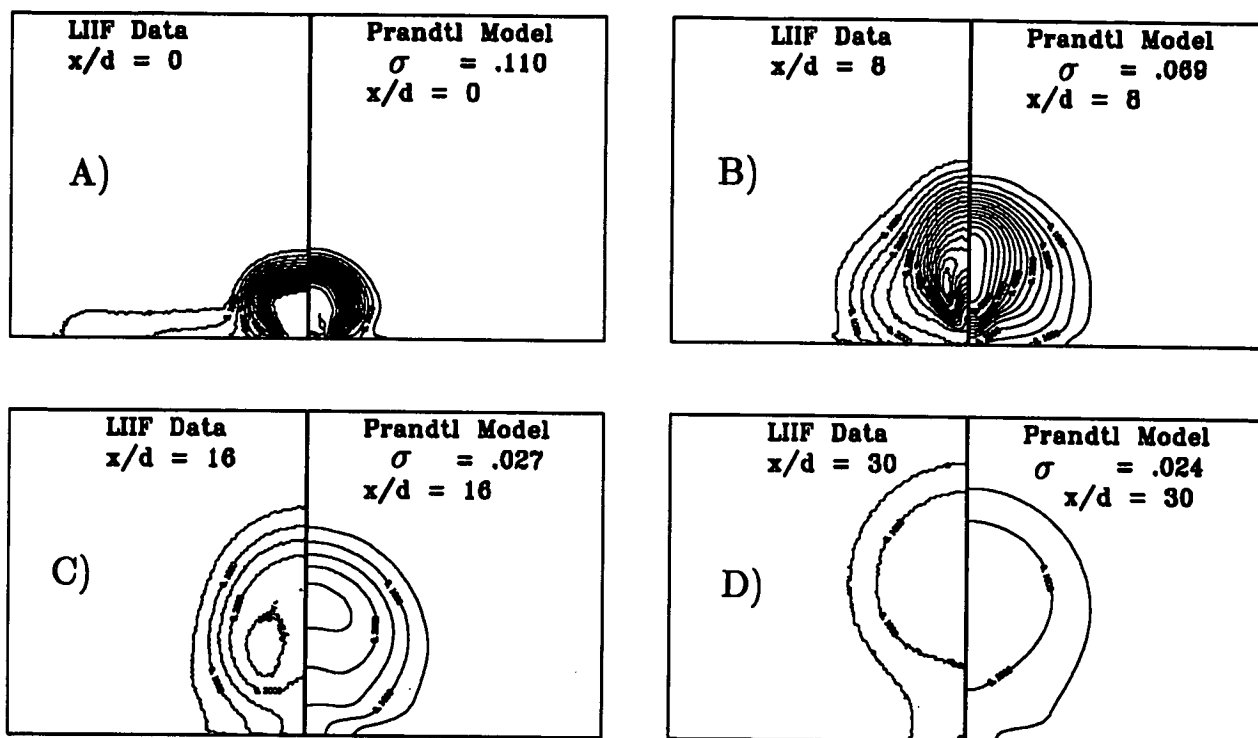 LIIF Data
x/d = 0
Prandtl Model
σ = .110
x/d = 0
A)
LIIF Data
x/d = 8
Prandtl Model
σ = .069
x/d = 8
B)
LIIF Data
x/d = 16
Prandtl Model
σ = .027
x/d = 16
C)
LIIF Data
x/d = 30
Prandtl Model
σ = .024
x/d = 30
D)